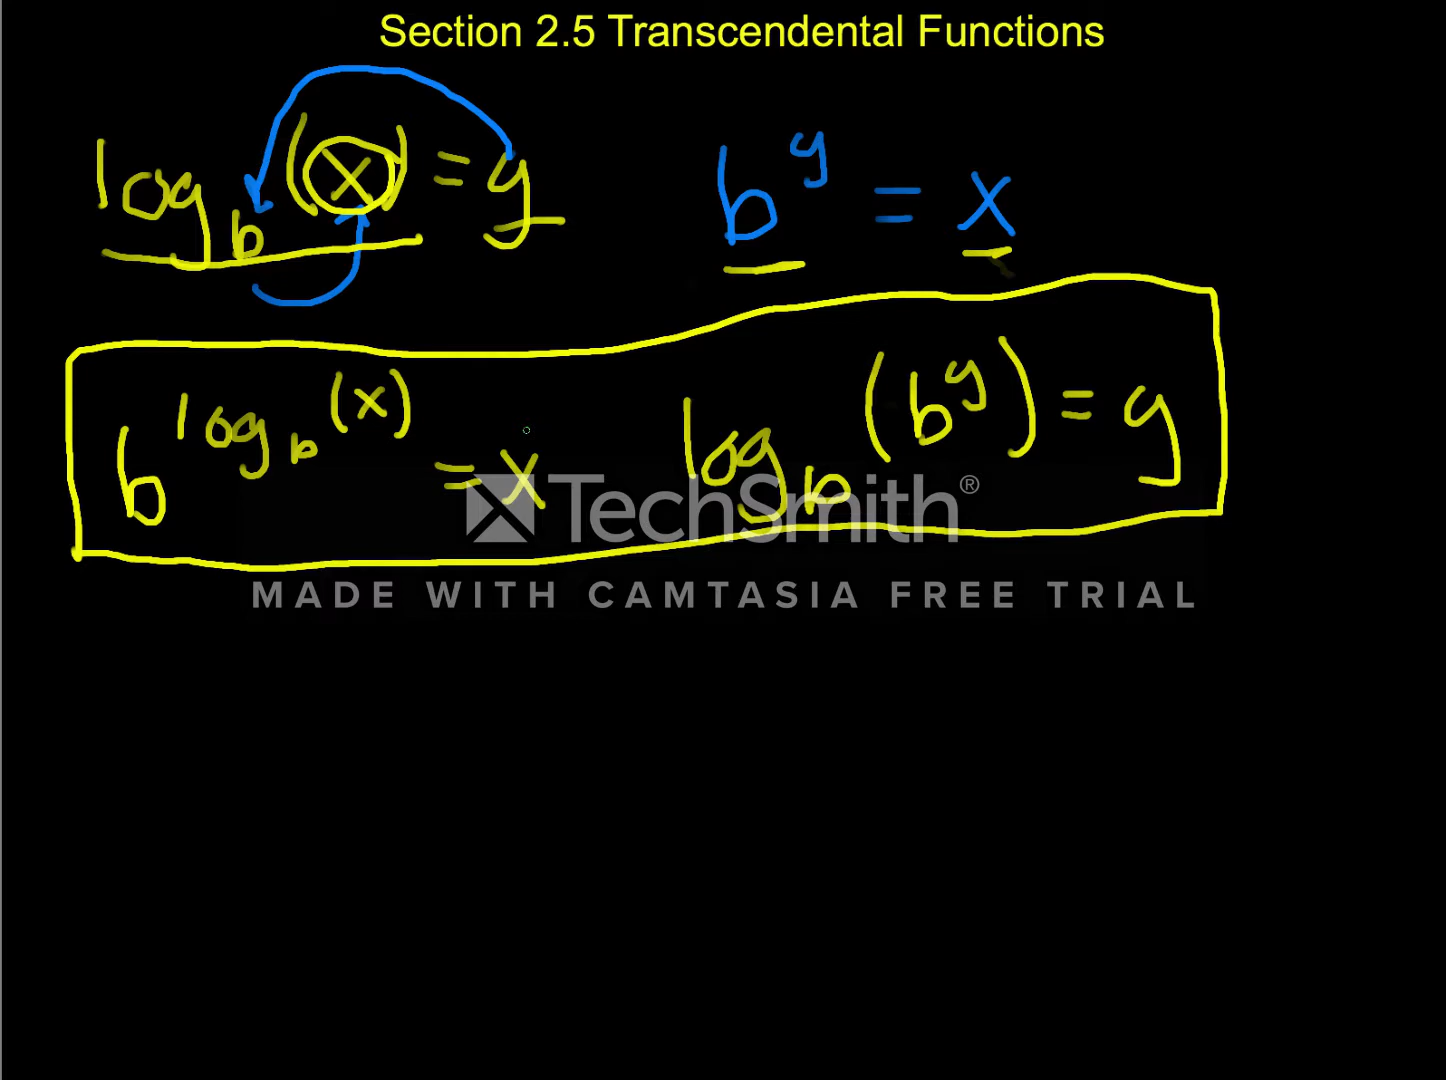 Section 2.5 Transcendental Functions
log_b (x) = y    b^y = x
b^(log_b (x)) = x    log_b (b^y) = y
TechSmith®
MADE WITH CAMTASIA FREE TRIAL